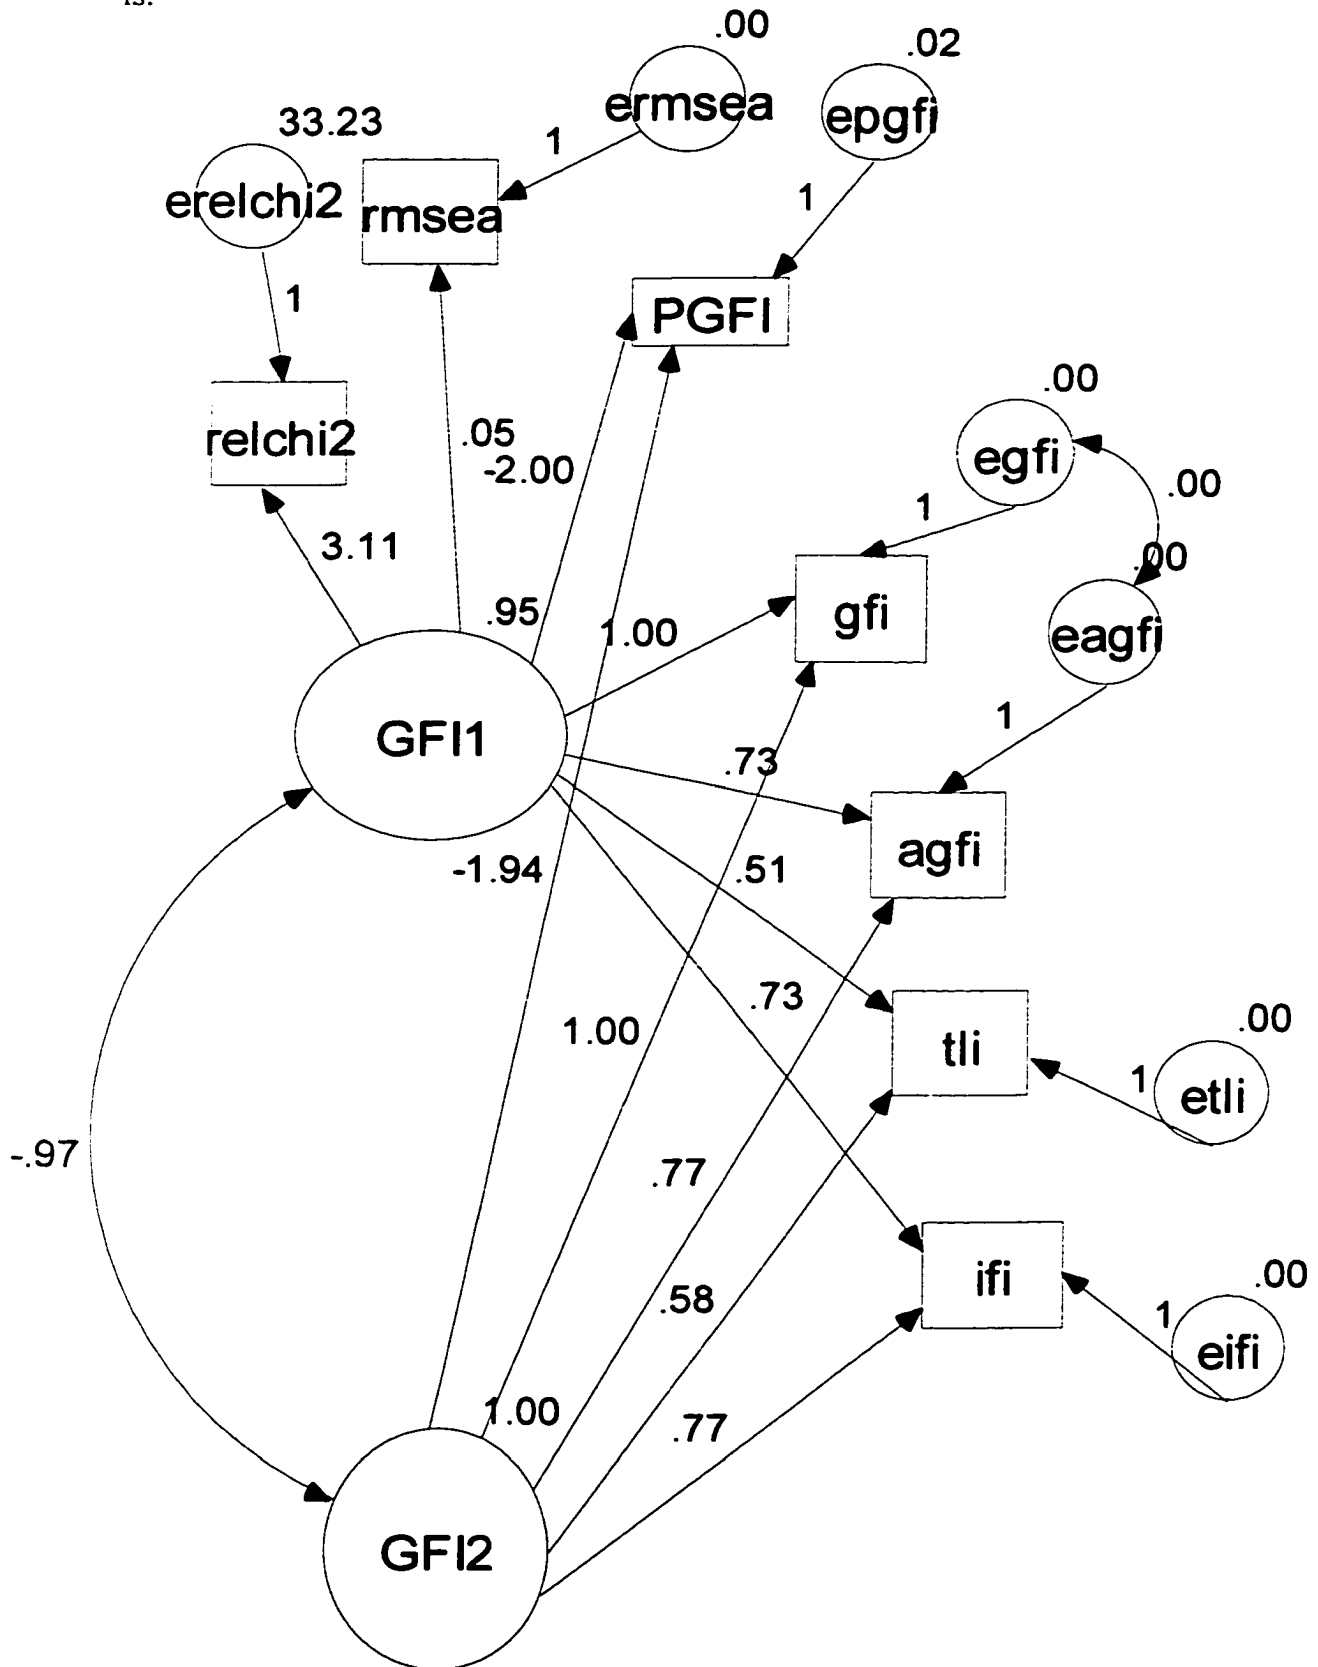 is:
.00
.02
ermsea
epgfi
33.23
1
erelchi2
rmsea
1
1
PGFI
.00
relchi2
.05
-2.00
egfi
.00
1
3.11
.00
.95
1.00
gfi
eagfi
1
GFI1
.73
agfi
-1.94
.51
.73
1.00
tli
.00
1
etli
-.97
.77
ifi
.00
.58
1
eifi
1.00
.77
GFI2